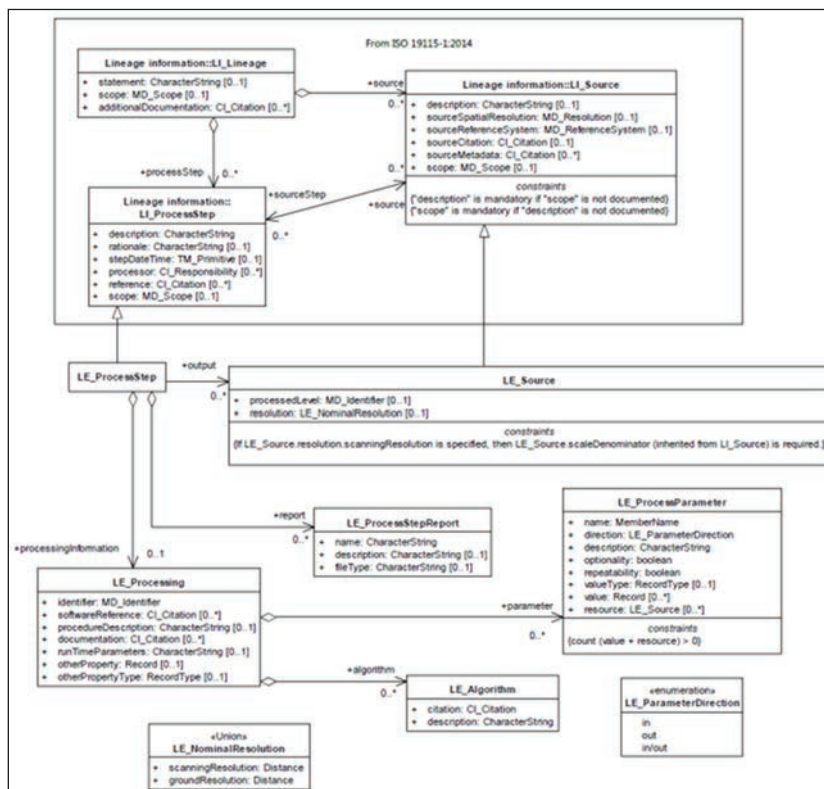 From ISO 19115-1:2014
Lineage information::LI_Lineage
+ statement: CharacterString [0..1]
+ scope: MD_Scope [0..1]
+ additionalDocumentation: CI_Citation [0..*]
+source
0..*
Lineage information::LI_Source
+ description: CharacterString [0..1]
+ sourceSpatialResolution: MD_Resolution [0..1]
+ sourceReferenceSystem: MD_ReferenceSystem [0..1]
+ sourceCitation: CI_Citation [0..1]
+ sourceMetadata: CI_Citation [0..*]
+ scope: MD_Scope [0..1]
constraints
{"description" is mandatory if "scope" is not documented}
{"scope" is mandatory if "description" is not documented}
+processStep
0..*
0..*
+sourceStep
+source
0..*
Lineage information::
LI_ProcessStep
+ description: CharacterString
+ rationale: CharacterString [0..1]
+ stepDateTime: TM_Primitive [0..1]
+ processor: CI_Responsibility [0..*]
+ reference: CI_Citation [0..*]
+ scope: MD_Scope [0..1]
LE_ProcessStep
+output
0..*
LE_Source
+ processedLevel: MD_Identifier [0..1]
+ resolution: LE_NominalResolution [0..1]
constraints
{If LE_Source.resolution.scanningResolution is specified, then LE_Source.scaleDenominator (inherited from LI_Source) is required.}
+report
0..*
LE_ProcessStepReport
+ name: CharacterString
+ description: CharacterString [0..1]
+ fileType: CharacterString [0..1]
LE_ProcessParameter
+ name: MemberName
+ direction: LE_ParameterDirection
+ description: CharacterString
+ optionality: boolean
+ repeatability: boolean
+ valueType: RecordType [0..1]
+ value: Record [0..*]
+ resource: LE_Source [0..*]
constraints
{count (value + resource) > 0}
+processingInformation
0..1
LE_Processing
+ identifier: MD_Identifier
+ softwareReference: CI_Citation [0..*]
+ procedureDescription: CharacterString [0..1]
+ documentation: CI_Citation [0..*]
+ runTimeParameters: CharacterString [0..1]
+ otherProperty: Record [0..1]
+ otherPropertyType: RecordType [0..1]
+parameter
0..*
+algorithm
0..*
LE_Algorithm
+ citation: CI_Citation
+ description: CharacterString
«enumeration»
LE_ParameterDirection
in
out
in/out
«Union»
LE_NominalResolution
+ scanningResolution: Distance
+ groundResolution: Distance